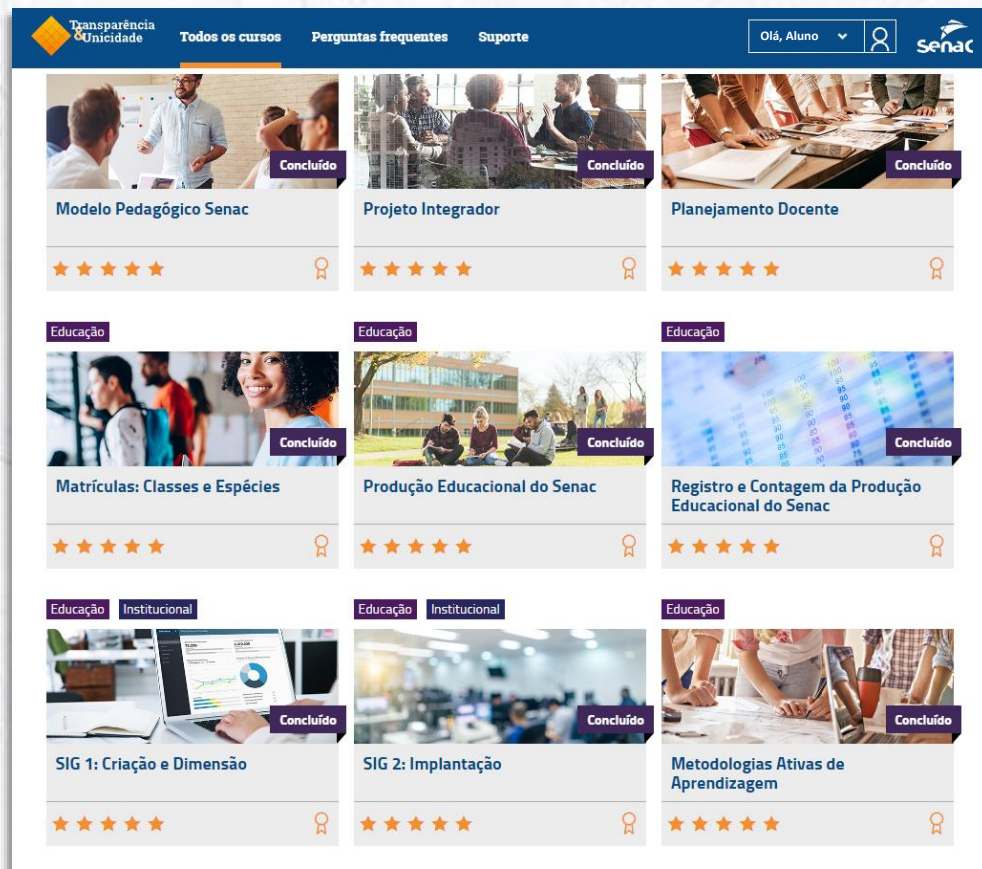 Transparência
&Unicidade
Todos os cursos
Perguntas frequentes
Suporte
Olá, Aluno
Senac
Concluído
Concluído
Concluído
Modelo Pedagógico Senac
Projeto Integrador
Planejamento Docente
Educação
Educação
Educação
Concluído
Concluído
Concluído
Matrículas: Classes e Espécies
Produção Educacional do Senac
Registro e Contagem da Produção
Educacional do Senac
Educação
Institucional
Educação
Institucional
Educação
Concluído
Concluído
Concluído
SIG 1: Criação e Dimensão
SIG 2: Implantação
Metodologias Ativas de
Aprendizagem